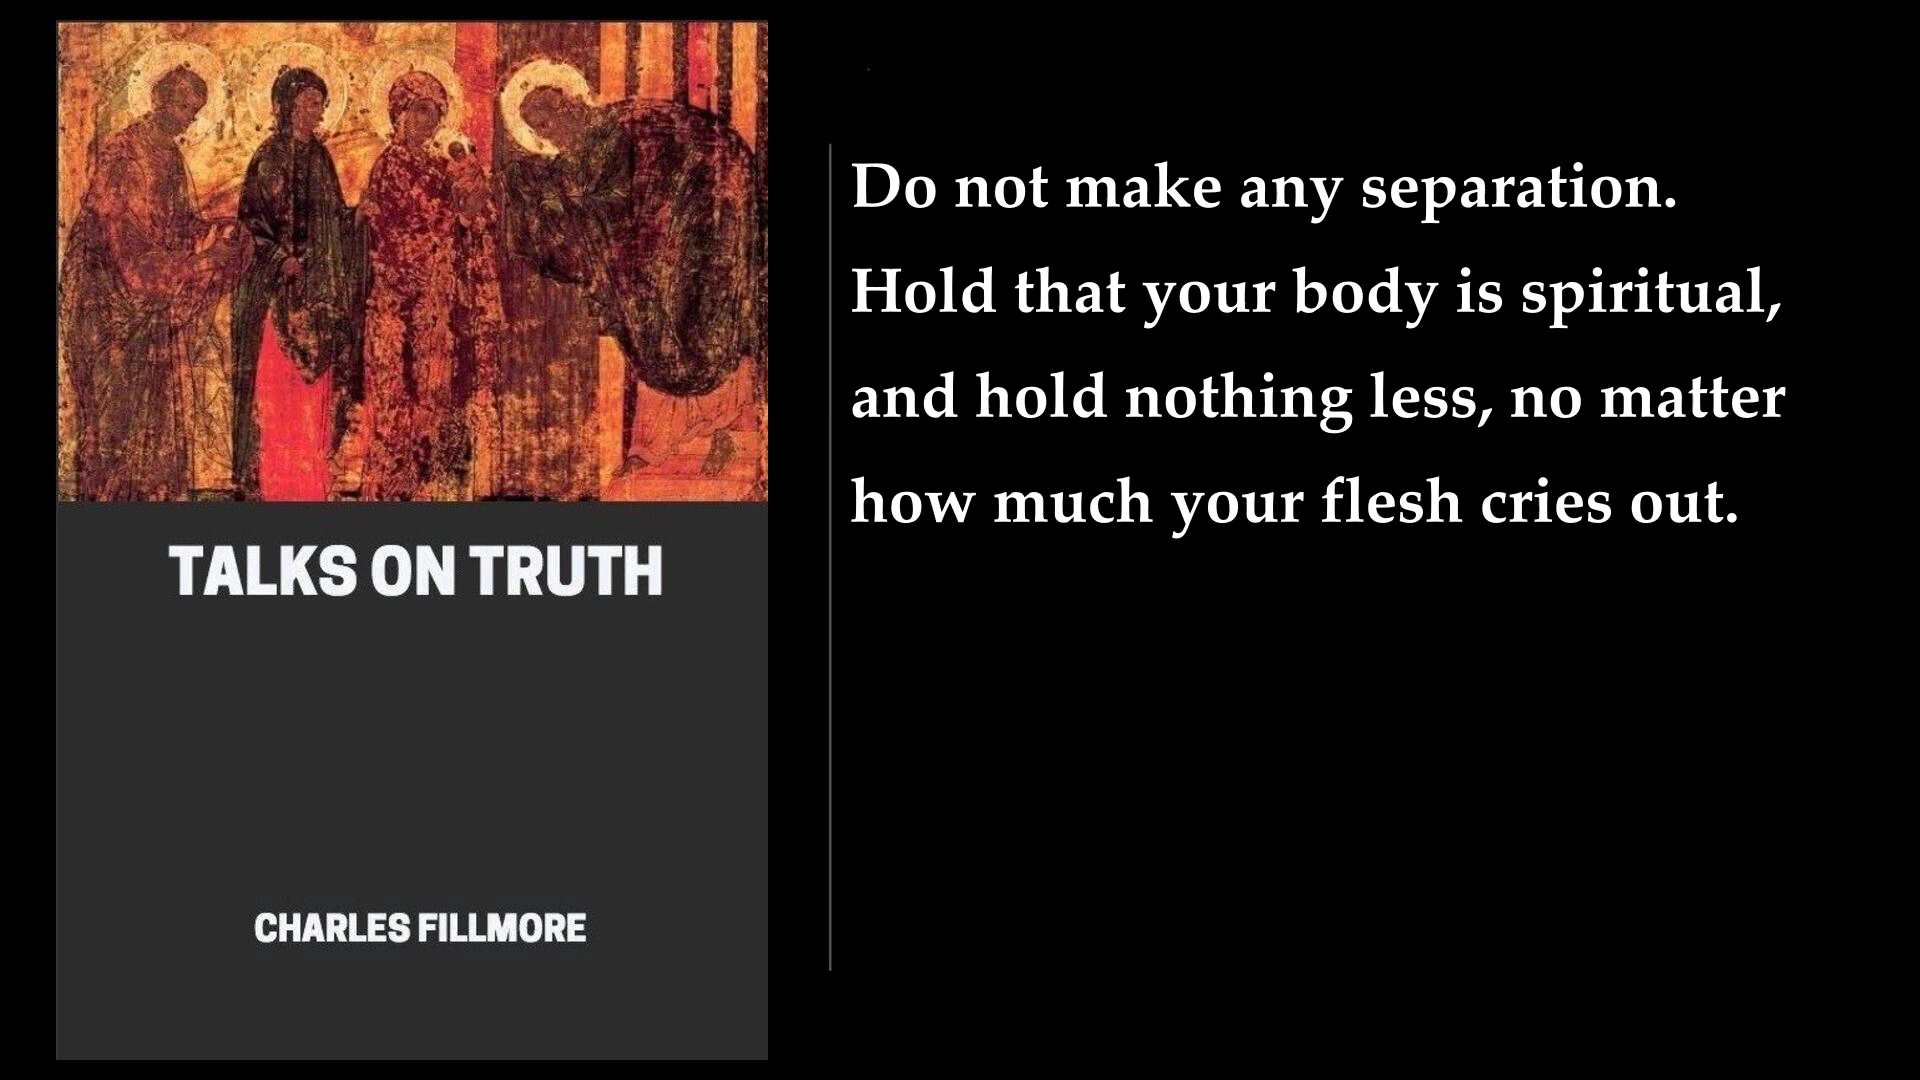 TALKS ON TRUTH
CHARLES FILLMORE
Do not make any separation.
Hold that your body is spiritual,
and hold nothing less, no matter
how much your flesh cries out.